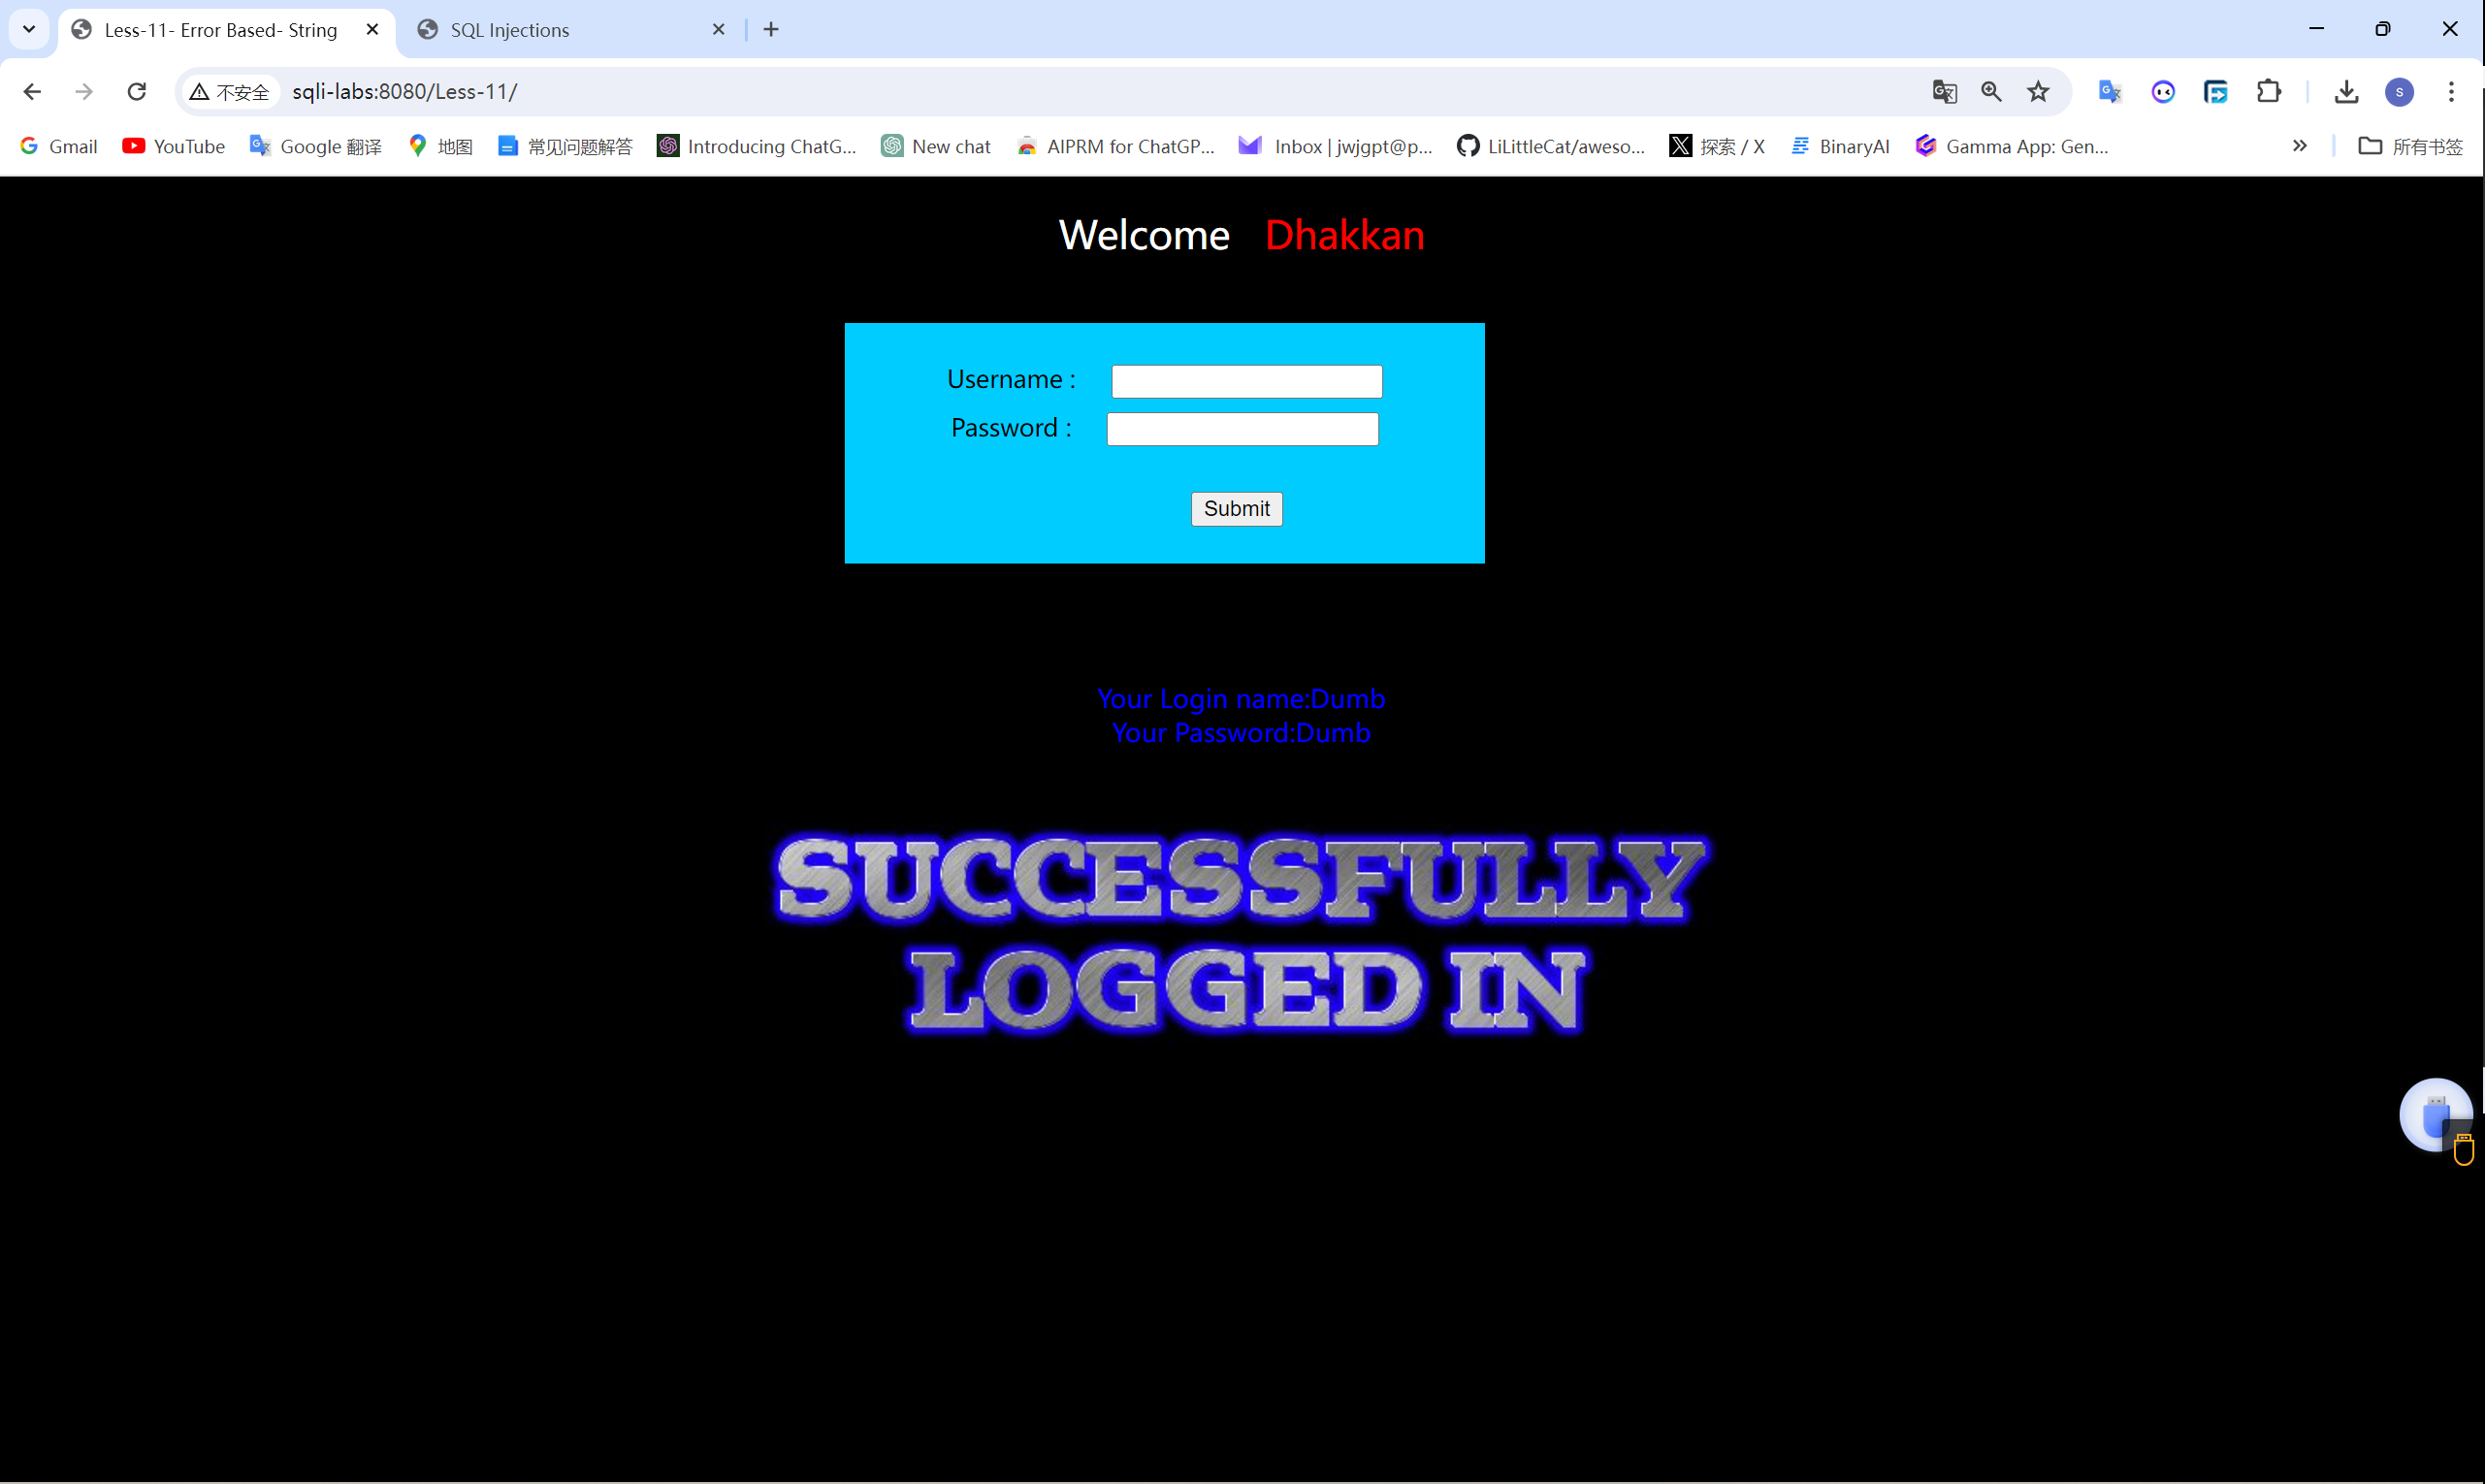 Less-11- Error Based- String
SQL Injections
不安全 sqli-labs:8080/Less-11/
S
Gmail YouTube Google 翻译 地图 常见问题解答 Introducing ChatG... New chat AIPRM for ChatGP... Inbox | jwjgpt@p... LiLittleCat/aweso... 探索 / X BinaryAI Gamma App: Gen... » 所有书签
Welcome Dhakkan
Username :
Password :
Submit
Your Login name:Dumb
Your Password:Dumb
SUCCESSFULLY
LOGGED IN